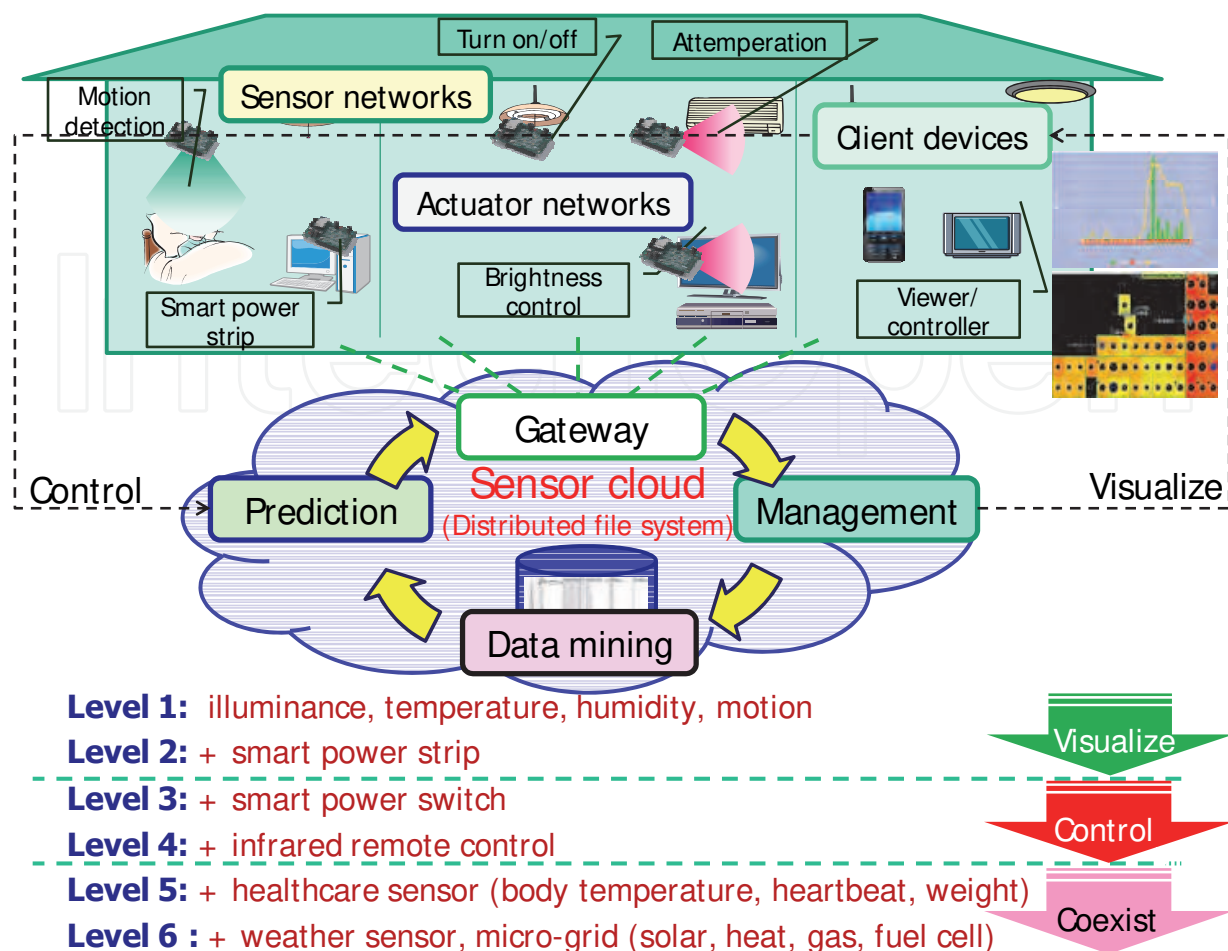 Turn on/off
Attemperation
Motion
detection
Sensor networks
Client devices
Actuator networks
Smart power
strip
Brightness
control
Viewer/
controller
Gateway
Sensor cloud
(Distributed file system)
Control
Prediction
Management
Visualize
Data mining
Level 1: illuminance, temperature, humidity, motion
Level 2: + smart power strip
Visualize
Level 3: + smart power switch
Level 4: + infrared remote control
Control
Level 5: + healthcare sensor (body temperature, heartbeat, weight)
Level 6 : + weather sensor, micro-grid (solar, heat, gas, fuel cell)
Coexist